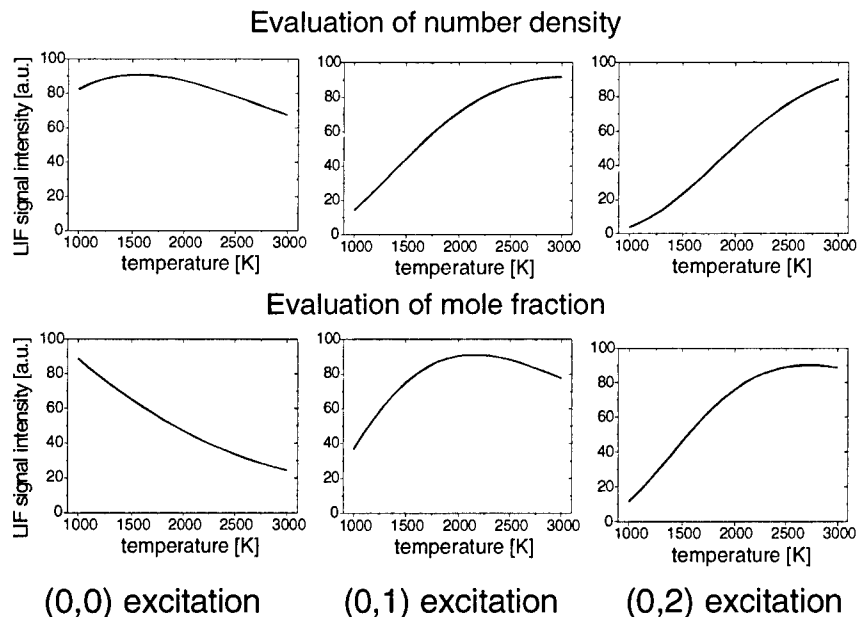 Evaluation of number density
LIF signal intensity [a.u.]
100
80
60
40
20
0
1000 1500 2000 2500 3000
temperature [K]
100
80
60
40
20
0
1000 1500 2000 2500 3000
temperature [K]
100
80
60
40
20
0
1000 1500 2000 2500 3000
temperature [K]
Evaluation of mole fraction
LIF signal intensity [a.u.]
100
80
60
40
20
0
1000 1500 2000 2500 3000
temperature [K]
100
80
60
40
20
0
1000 1500 2000 2500 3000
temperature [K]
100
80
60
40
20
0
1000 1500 2000 2500 3000
temperature [K]
(0,0) excitation (0,1) excitation (0,2) excitation